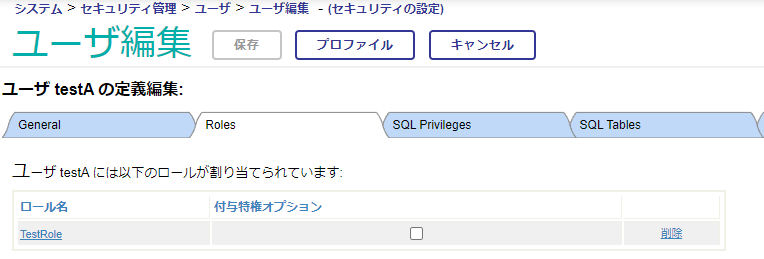 システム > セキュリティ管理 > ユーザ > ユーザ編集 - (セキュリティの設定)
ユーザ編集 保存 プロファイル キャンセル
ユーザ testA の定義編集:
General Roles SQL Privileges SQL Tables
ユーザ testA には以下のロールが割り当てられています:
ロール名 付与特権オプション
TestRole 削除